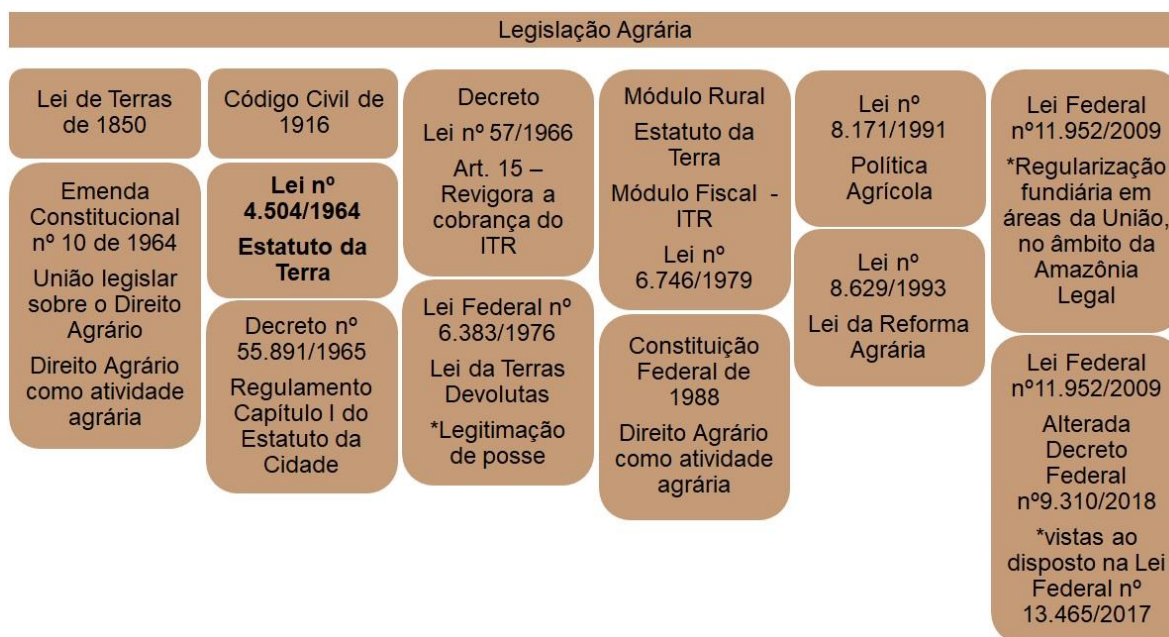 Legislação Agrária
Lei de Terras
de 1850
Emenda
Constitucional
nº 10 de 1964
União legislar
sobre o Direito
Agrário
Direito Agrário
como atividade
agrária
Código Civil de
1916
Lei nº
4.504/1964
Estatuto da
Terra
Decreto nº
55.891/1965
Regulamento
Capítulo I do
Estatuto da
Cidade
Decreto
Lei nº 57/1966
Art. 15 –
Revigora a
cobrança do
ITR
Lei Federal nº
6.383/1976
Lei da Terras
Devolutas
*Legitimação
de posse
Módulo Rural
Estatuto da
Terra
Módulo Fiscal -
ITR
Lei nº
6.746/1979
Constituição
Federal de
1988
Direito Agrário
como atividade
agrária
Lei nº
8.171/1991
Política
Agrícola
Lei nº
8.629/1993
Lei da Reforma
Agrária
Lei Federal
nº11.952/2009
*Regularização
fundiária em
áreas da União,
no âmbito da
Amazônia
Legal
Lei Federal
nº11.952/2009
Alterada
Decreto
Federal
nº9.310/2018
*vistas ao
disposto na Lei
Federal nº
13.465/2017